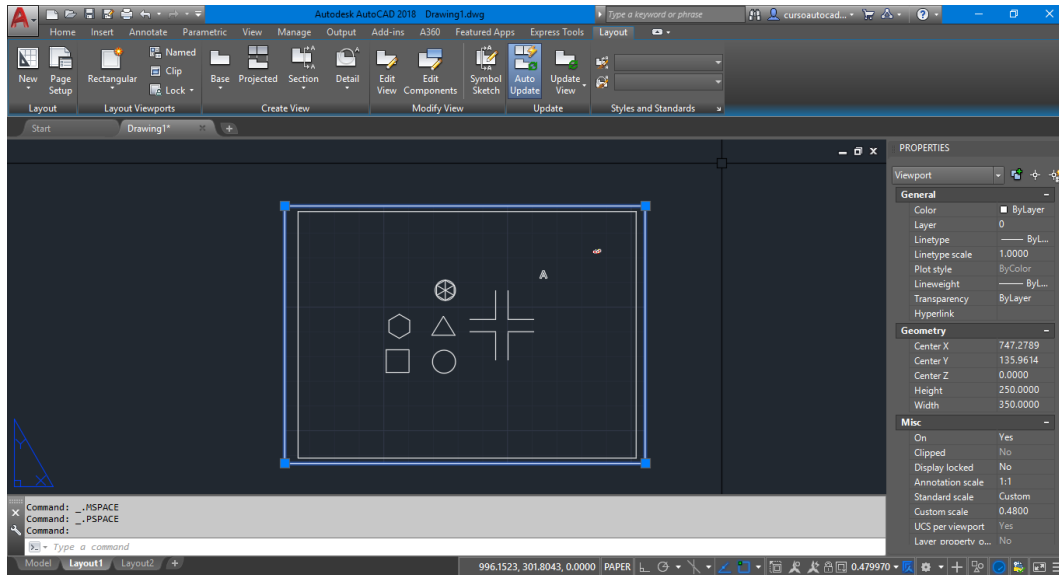 A
Autodesk AutoCAD 2018 Drawing1.dwg
Type a keyword or phrase
cursoautocad...
Home Insert Annotate Parametric View Manage Output Add-ins A360 Featured Apps Express Tools Layout
New
Page Setup
Rectangular
Named
Clip
Lock
Base
Projected
Section
Detail
Edit View
Edit Components
Symbol Sketch
Auto Update
Update View
Layout
Layout Viewports
Create View
Modify View
Update
Styles and Standards
Start
Drawing1*
A
Y
X
PROPERTIES
Viewport
General
Color ByLayer
Layer 0
Linetype ByL...
Linetype scale 1.0000
Plot style ByColor
Lineweight ByL...
Transparency ByLayer
Hyperlink
Geometry
Center X 747.2789
Center Y 135.9614
Center Z 0.0000
Height 250.0000
Width 350.0000
Misc
On Yes
Clipped No
Display locked No
Annotation scale 1:1
Standard scale Custom
Custom scale 0.4800
UCS per viewport Yes
Layer property o... No
Command: _.MSPACE
Command: _.PSPACE
Command:
Type a command
Model Layout1 Layout2 +
996.1523, 301.8043, 0.0000 PAPER
0.479970